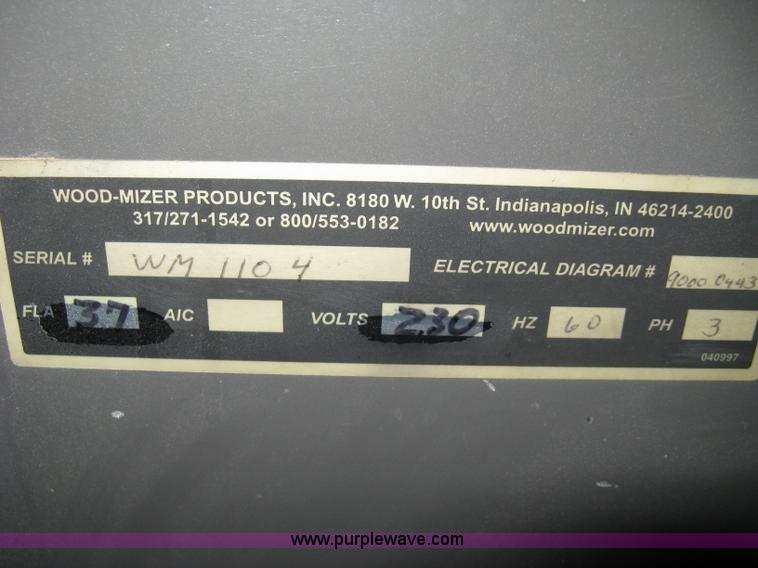 WOOD-MIZER PRODUCTS, INC. 8180 W. 10th St. Indianapolis, IN 46214-2400
317/271-1542 or 800/553-0182 www.woodmizer.com
SERIAL # WM 1104 ELECTRICAL DIAGRAM # 9000 0443
FLA 37 AIC VOLTS 230 HZ 60 PH 3
040997
www.purplewave.com